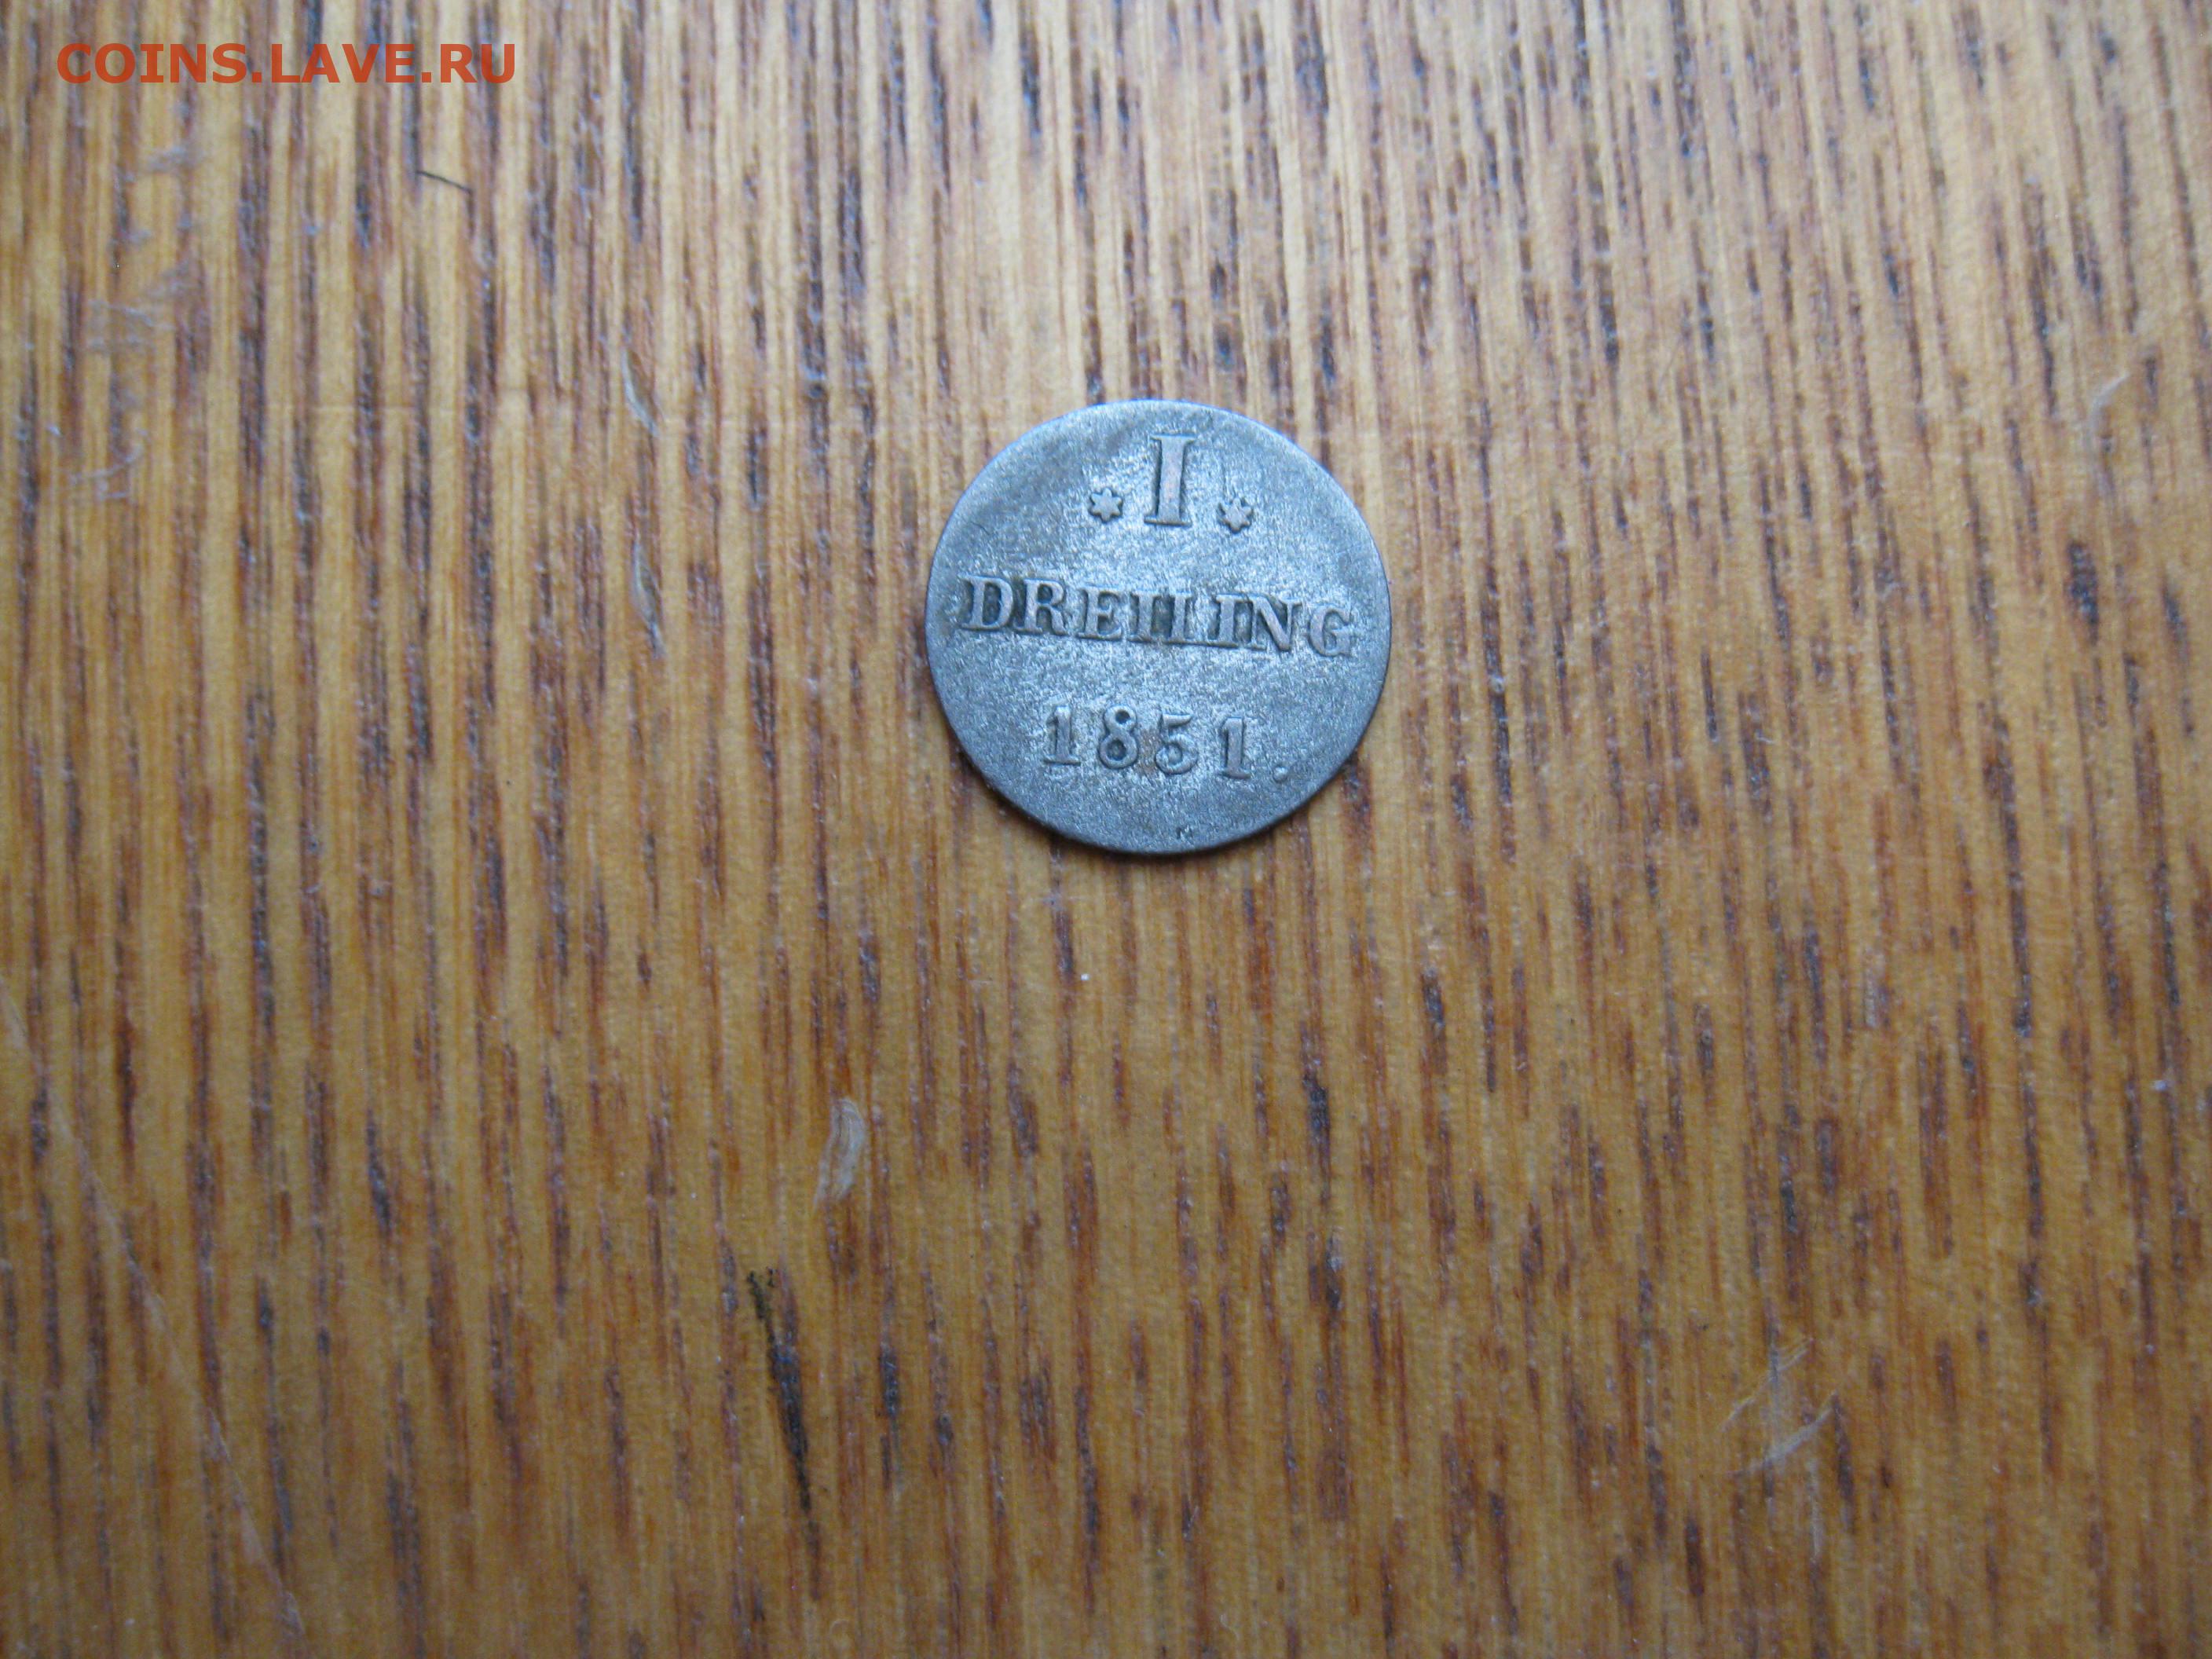 COINS.LAVE.RU
* I *
DREILING
1851.